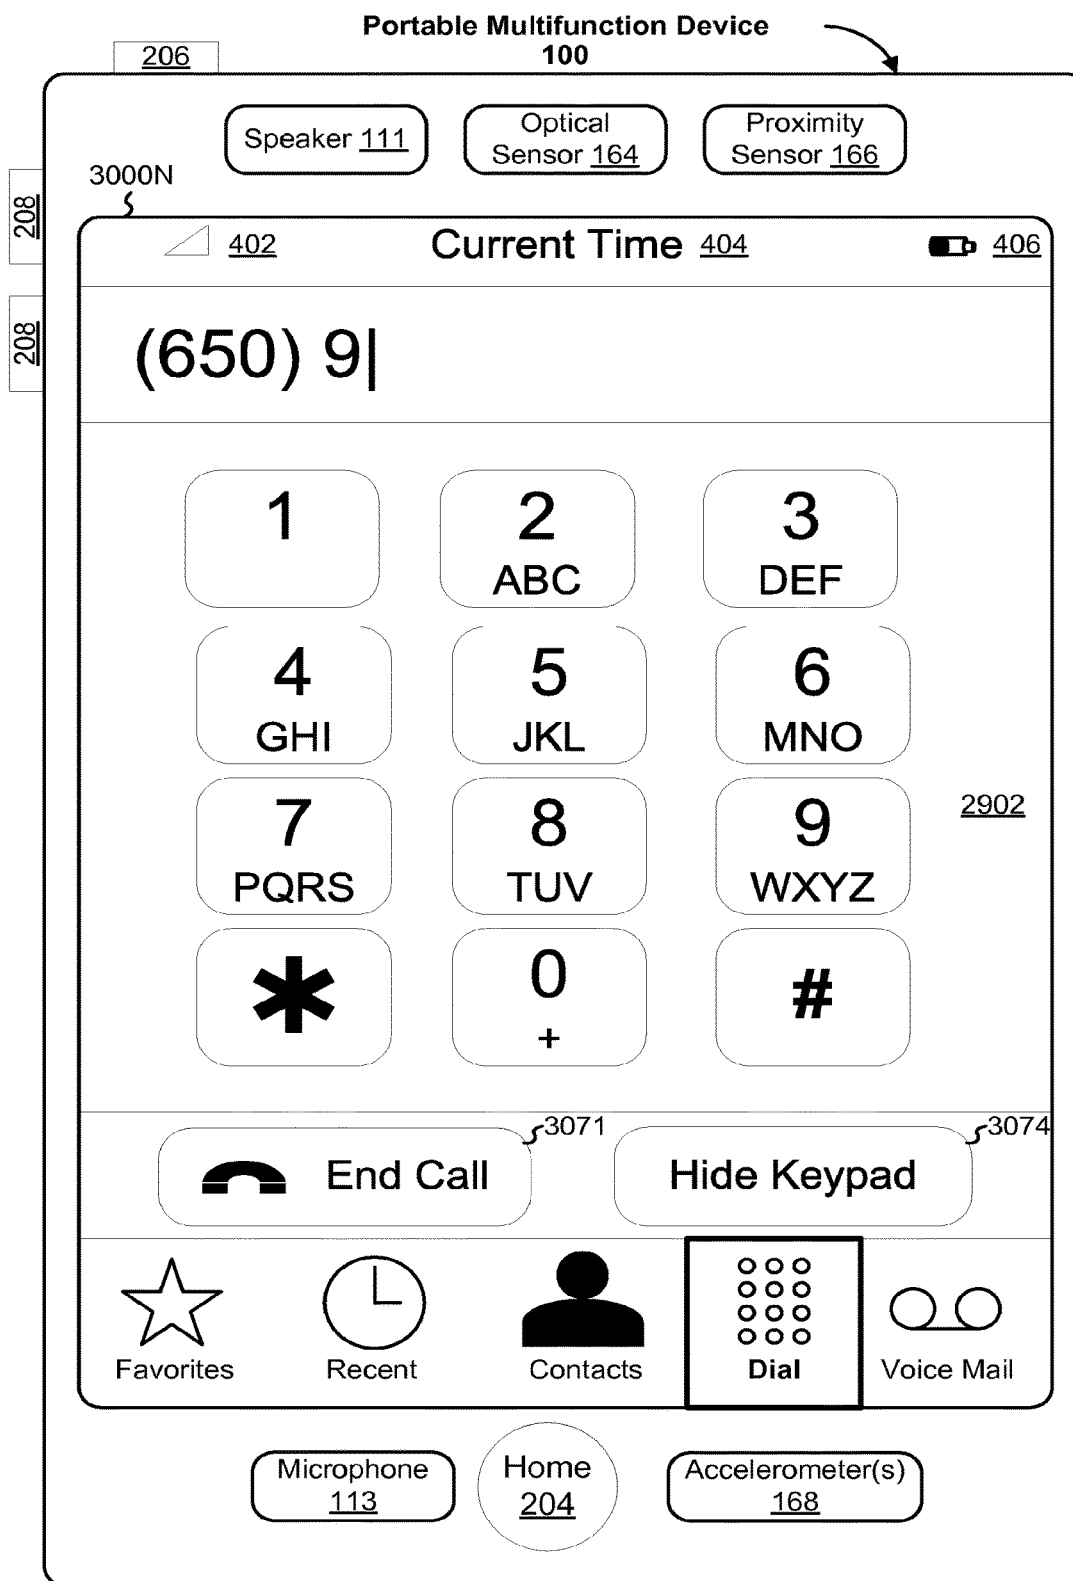 Portable Multifunction Device
100
206
Speaker 111
Optical
Sensor 164
Proximity
Sensor 166
3000N
208
208
402
Current Time 404
406
(650) 9|
1
2
ABC
3
DEF
4
GHI
5
JKL
6
MNO
7
PQRS
8
TUV
9
WXYZ
2902
*
0
+
#
3071
3074
End Call
Hide Keypad
Favorites
Recent
Contacts
Dial
Voice Mail
Microphone
113
Home
204
Accelerometer(s)
168